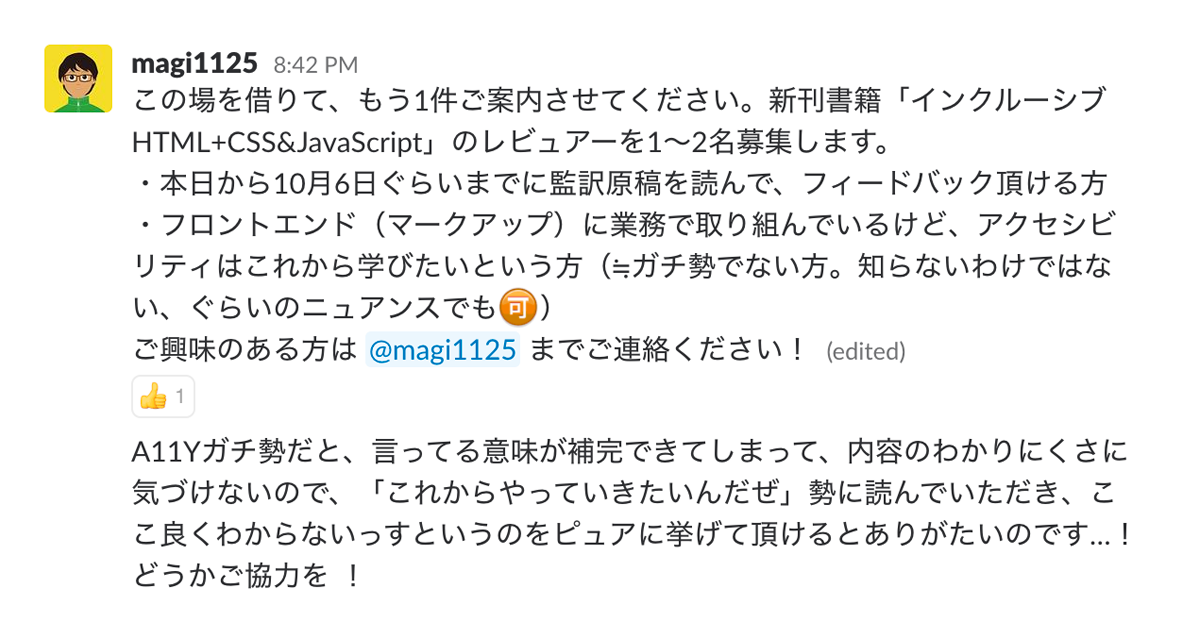 magi1125 8:42 PM
この場を借りて、もう1件ご案内させてください。新刊書籍「インクルーシブ
HTML+CSS&JavaScript」のレビュアーを1〜2名募集します。
・本日から10月6日ぐらいまでに監訳原稿を読んで、フィードバック頂ける方
・フロントエンド（マークアップ）に業務で取り組んでいるけど、アクセシビ
リティはこれから学びたいという方（≒ガチ勢でない方。知らないわけではな
い、ぐらいのニュアンスでも🉑）
ご興味のある方は @magi1125 までご連絡ください！ (edited)
👍 1
A11Yガチ勢だと、言ってる意味が補完できてしまって、内容のわかりにくさに
気づけないので、「これからやっていきたいんだぜ」勢に読んでいただき、こ
こ良くわからないっすというのをピュアに挙げて頂けるとありがたいのです…！
どうかご協力を ！